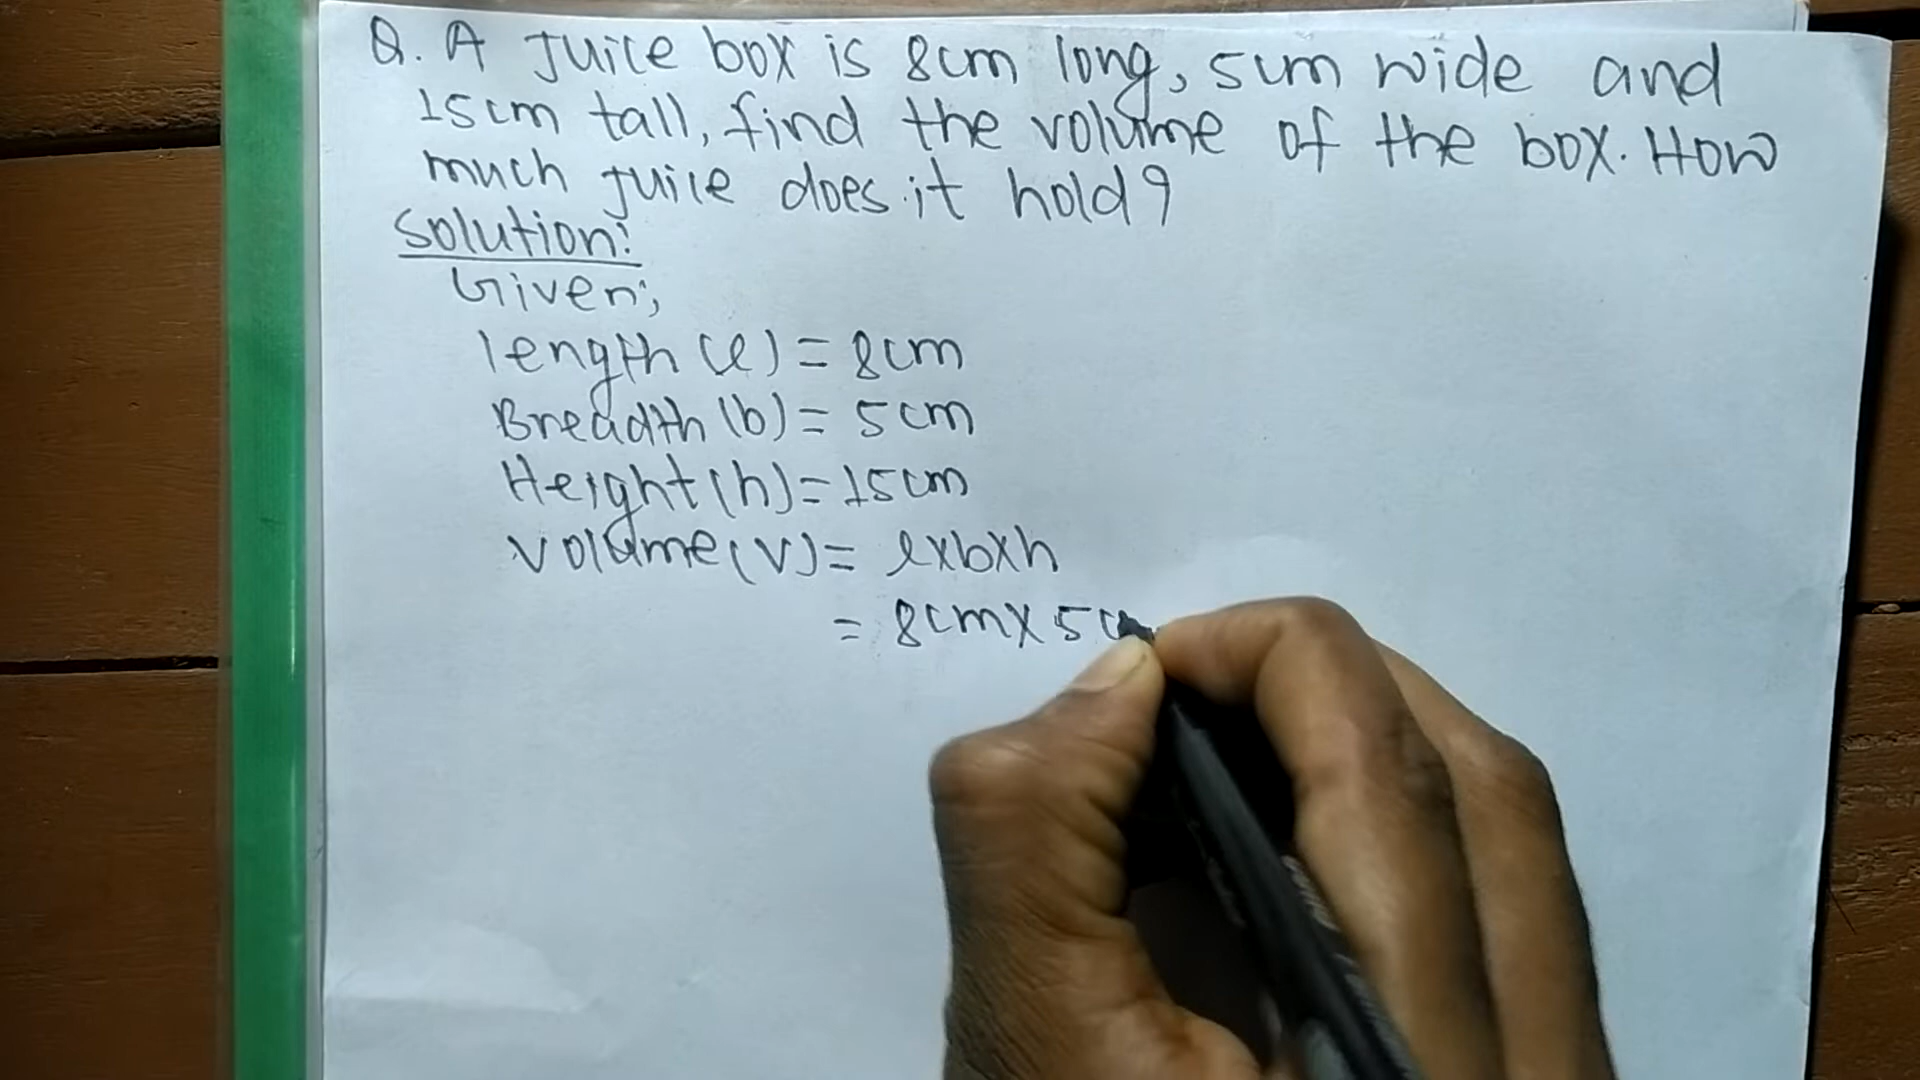 Q. A Juice box is 8cm long, 5cm wide and
15cm tall, find the volume of the box. How
much juice does it hold?
Solution:
Given;
length (l) = 8cm
Breadth (b) = 5cm
Height (h) = 15cm
Volume (V) = l×b×h
= 8cm × 5c